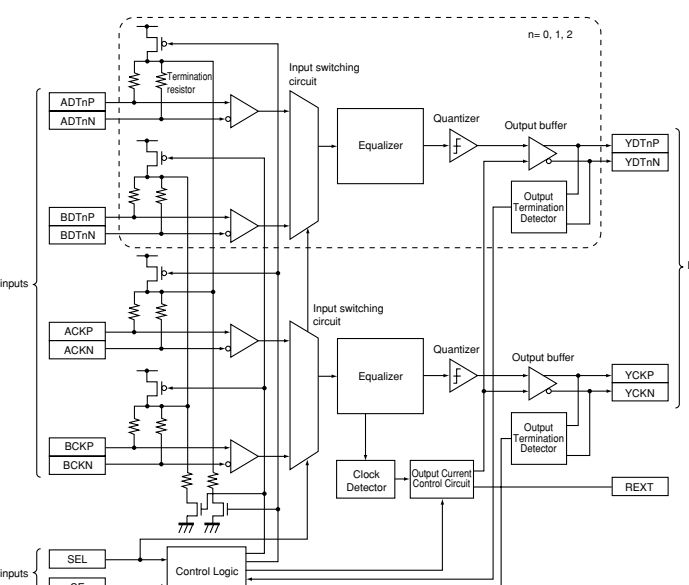 n= 0, 1, 2
Input switching
circuit
Termination
resistor
ADTnP
ADTnN
Equalizer
Quantizer
Output buffer
YDTnP
YDTnN
BDTnP
BDTnN
Output
Termination
Detector
inputs
Input switching
circuit
ACKP
ACKN
Equalizer
Quantizer
Output buffer
YCKP
YCKN
BCKP
BCKN
Output
Termination
Detector
Clock
Detector
Output Current
Control Circuit
REXT
SEL
Control Logic
inputs